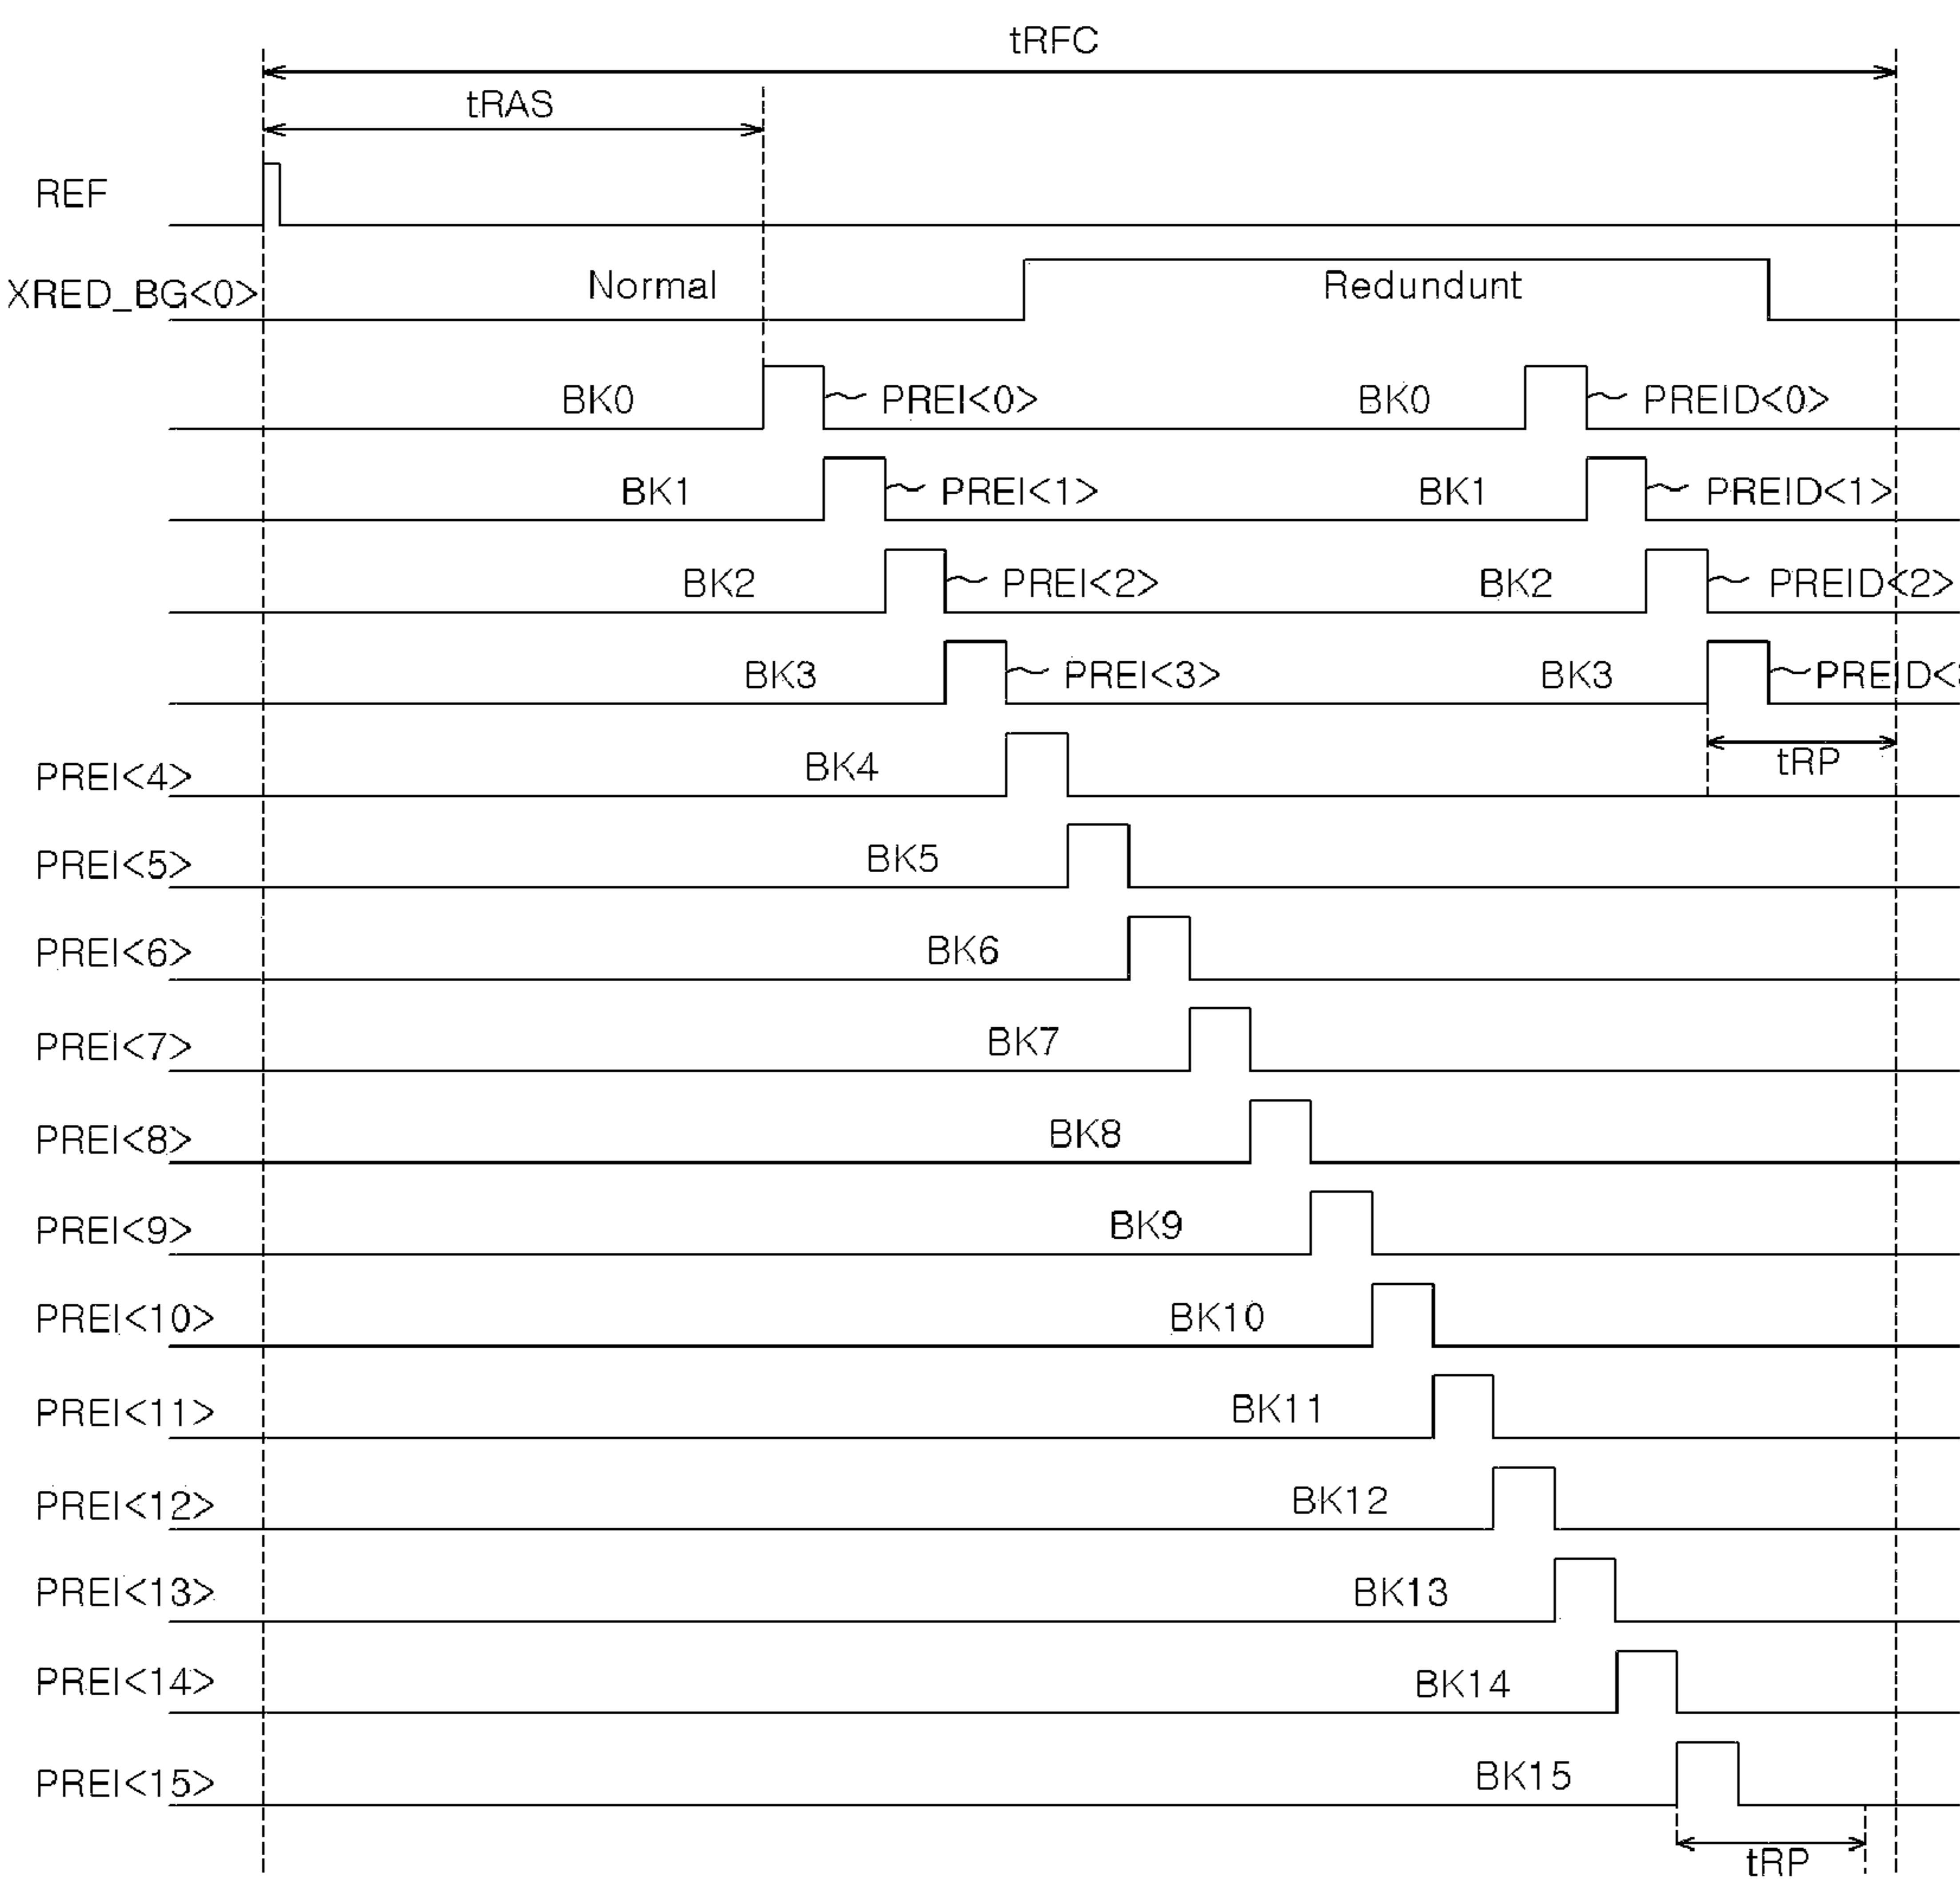 tRFC
tRAS
REF
XRED_BG<0> Normal Redundunt
BK0 PREI<0> BK0 PREID<0>
BK1 PREI<1> BK1 PREID<1>
BK2 PREI<2> BK2 PREID<2>
BK3 PREI<3> BK3 PREID<
tRP
PREI<4> BK4
PREI<5> BK5
PREI<6> BK6
PREI<7> BK7
PREI<8> BK8
PREI<9> BK9
PREI<10> BK10
PREI<11> BK11
PREI<12> BK12
PREI<13> BK13
PREI<14> BK14
PREI<15> BK15
tRP